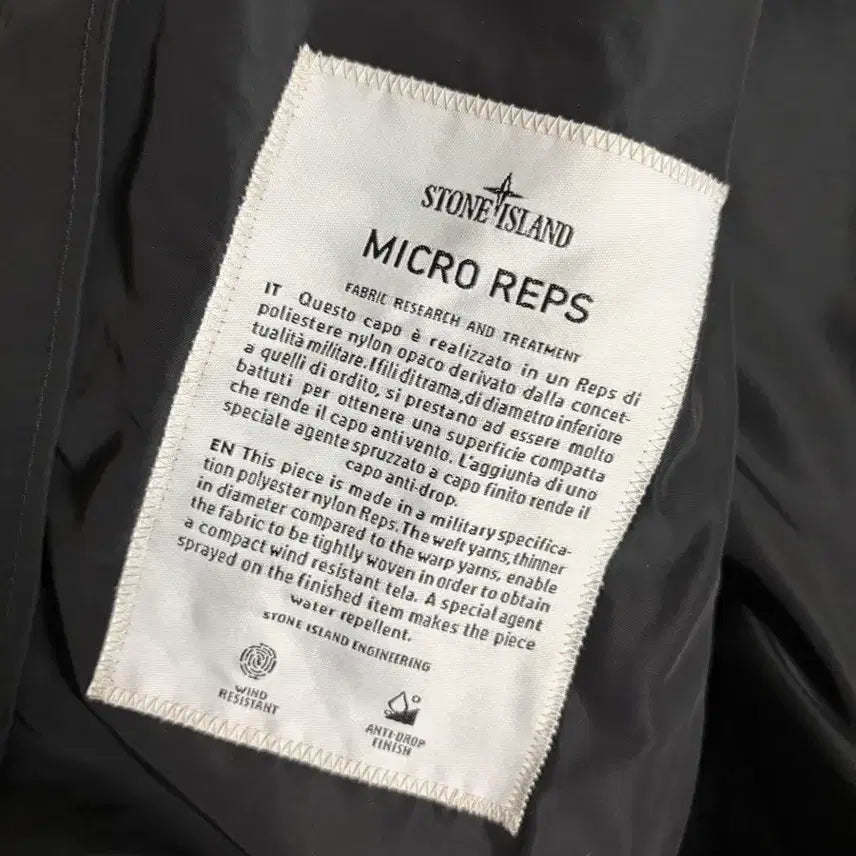 STONE ISLAND
MICRO REPS
FABRIC RESEARCH AND TREATMENT
IT Questo capo è realizzato in un Reps di
poliestere nylon opaco derivato dalla concet-
tualità militare. I fili di trama, di diametro inferiore
a quelli di ordito, si prestano ad essere molto
battuti per ottenere una superficie compatta
che rende il capo antivento. L'aggiunta di uno
speciale agente spruzzato a capo finito rende il
capo anti-drop.
EN This piece is made in a military specifica-
tion polyester nylon Reps. The weft yarns, thinner
in diameter compared to the warp yarns, enable
the fabric to be tightly woven in order to obtain
a compact wind resistant tela. A special agent
sprayed on the finished item makes the piece
water repellent.
STONE ISLAND ENGINEERING
WIND
RESISTANT
ANTI-DROP
FINISH